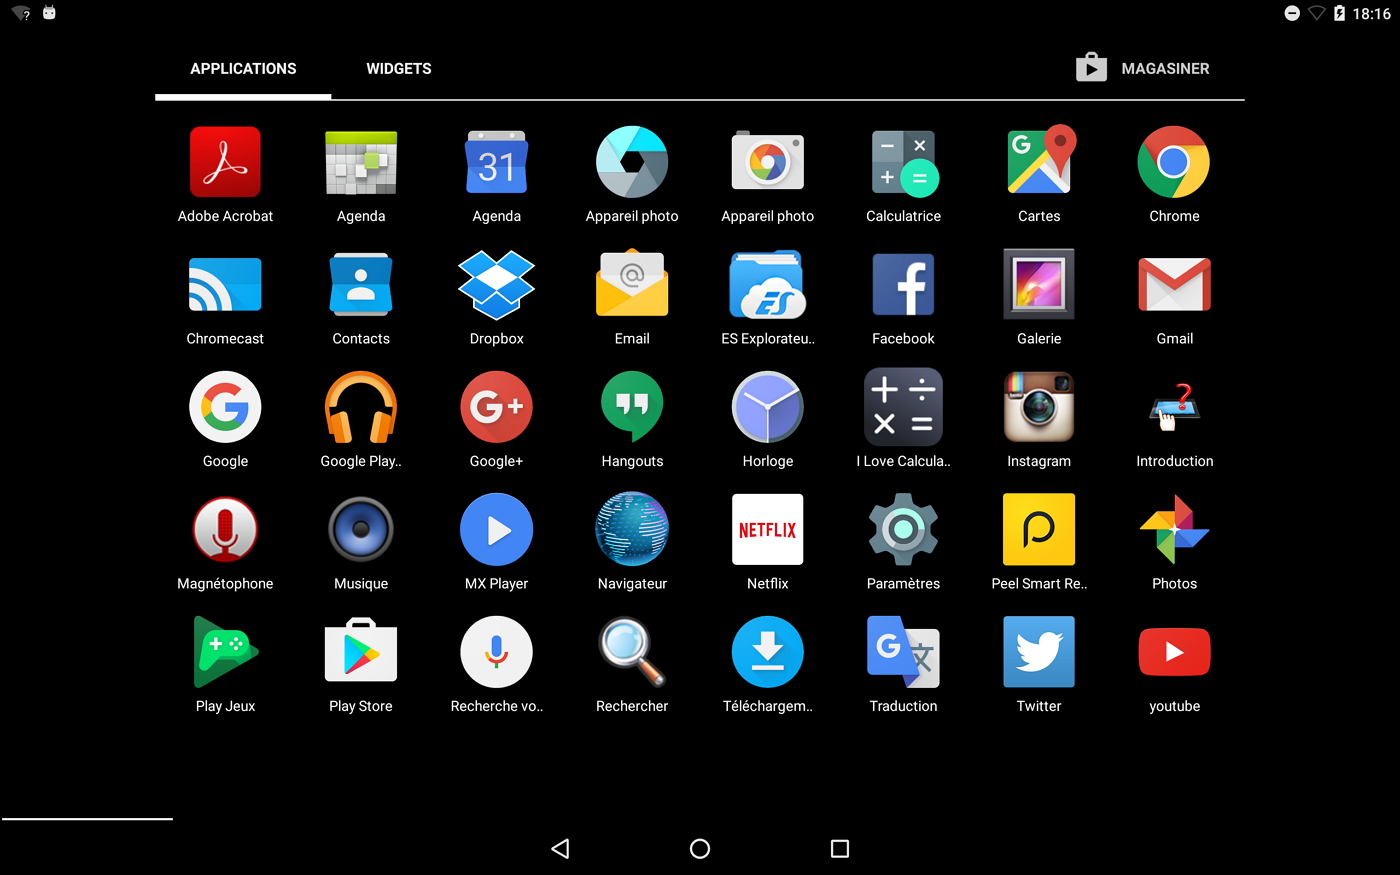 18:16
APPLICATIONS WIDGETS MAGASINER
31 G
Adobe Acrobat Agenda Agenda Appareil photo Appareil photo Calculatrice Cartes Chrome
@ ES f
Chromecast Contacts Dropbox Email ES Explorateu.. Facebook Galerie Gmail
G G+ ?
Google Google Play.. Google+ Hangouts Horloge I Love Calcula.. Instagram Introduction
NETFLIX
Magnétophone Musique MX Player Navigateur Netflix Paramètres Peel Smart Re.. Photos
G 文
Play Jeux Play Store Recherche vo.. Rechercher Téléchargem.. Traduction Twitter youtube